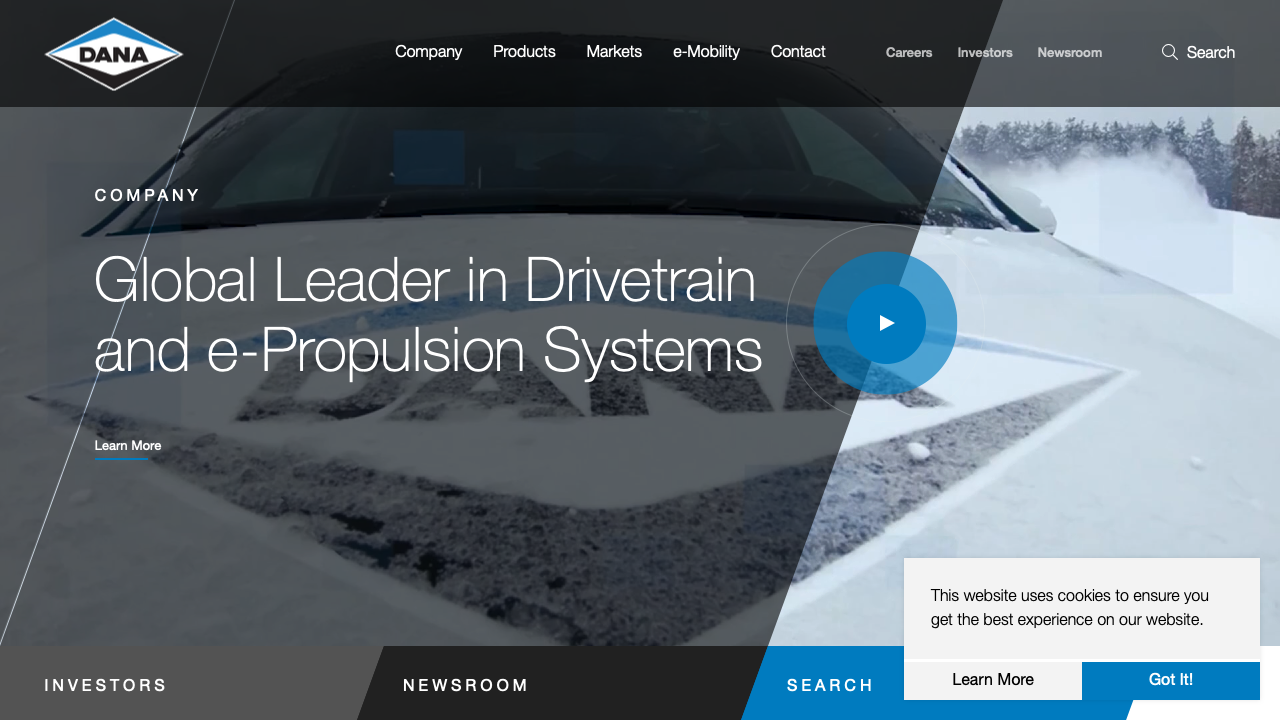 DANA
Company Products Markets e-Mobility Contact Careers Investors Newsroom Search
COMPANY
Global Leader in Drivetrain
and e-Propulsion Systems
DANA
Learn More
This website uses cookies to ensure you
get the best experience on our website.
Learn More Got It!
INVESTORS NEWSROOM SEARCH